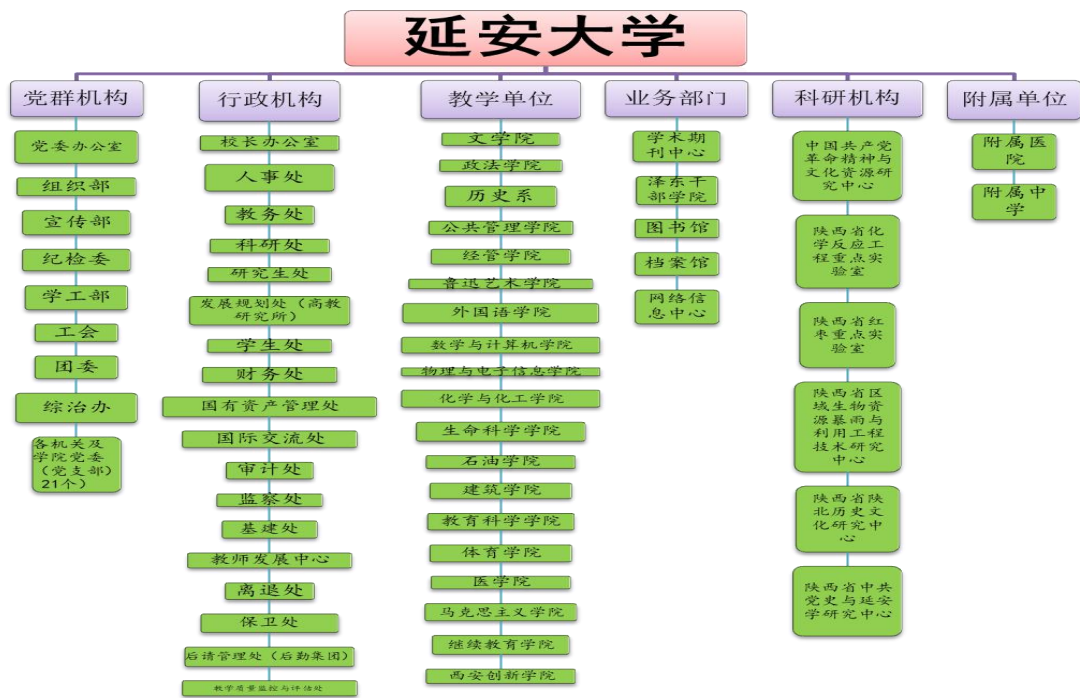 延安大学
党群机构
行政机构
教学单位
业务部门
科研机构
附属单位
党委办公室
组织部
宣传部
纪检委
学工部
工会
团委
综治办
各机关及
学院党委
（党支部）
21个）
校长办公室
人事处
教务处
科研处
研究生处
发展规划处（高教
研究所）
学生处
财务处
国有资产管理处
国际交流处
审计处
监察处
基建处
教师发展中心
离退处
保卫处
后请管理处（后勤集团）
教学质量监控与评估处
文学院
政法学院
历史系
公共管理学院
经管学院
鲁迅艺术学院
外国语学院
数学与计算机学院
物理与电子信息学院
化学与化工学院
生命科学学院
石油学院
建筑学院
教育科学学院
体育学院
医学院
马克思主义学院
继续教育学院
西安创新学院
学术期
刊中心
泽东干
部学院
图书馆
档案馆
网络信
息中心
中国共产党
革命精神与
文化资源研
究中心
陕西省化
学反应工
程重点实
验室
陕西省红
枣重点实
验室
陕西省区
域生物资
源暴雨与
利用工程
技术研究
中心
陕西省陕
北历史文
化研究中
心
陕西省中共
党史与延安
学研究中心
附属医
院
附属中
学